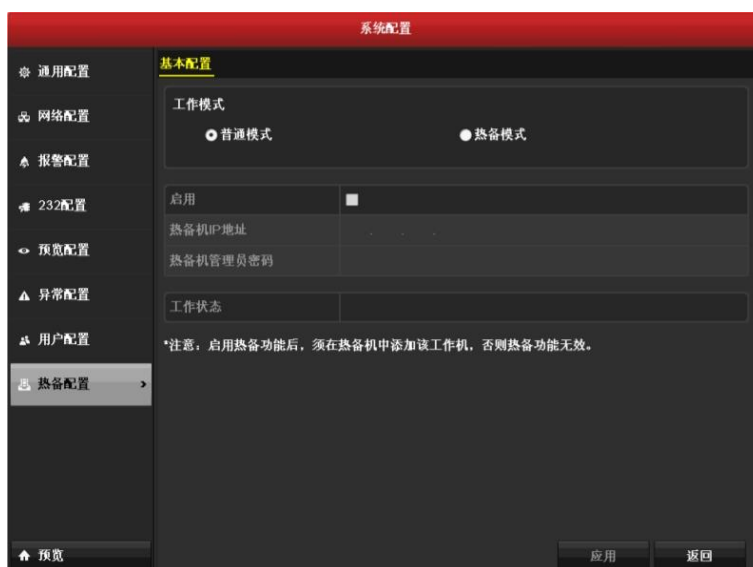 系统配置
通用配置
网络配置
报警配置
232配置
预览配置
异常配置
用户配置
热备配置
预览
基本配置
工作模式
普通模式 热备模式
启用
热备机IP地址 . . .
热备机管理员密码
工作状态
*注意：启用热备功能后，须在热备机中添加该工作机，否则热备功能无效。
应用 返回